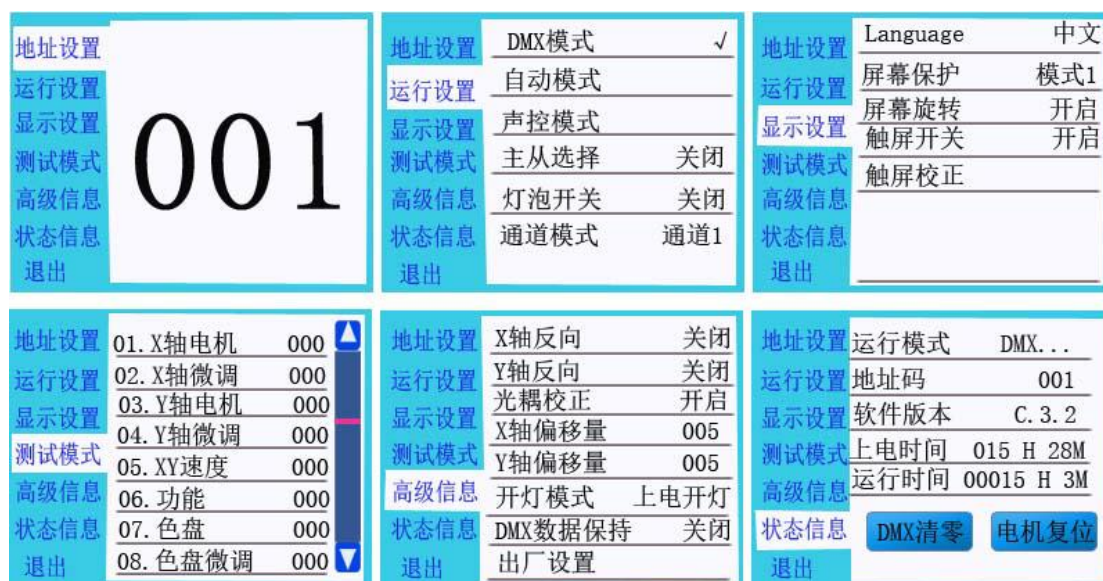 地址设置
运行设置
显示设置
测试模式
高级信息
状态信息
退出
001
地址设置
运行设置
显示设置
测试模式
高级信息
状态信息
退出
DMX模式 √
自动模式
声控模式
主从选择 关闭
灯泡开关 关闭
通道模式 通道1
地址设置
运行设置
显示设置
测试模式
高级信息
状态信息
退出
Language 中文
屏幕保护 模式1
屏幕旋转 开启
触屏开关 开启
触屏校正
地址设置
运行设置
显示设置
测试模式
高级信息
状态信息
退出
01.X轴电机 000
02.X轴微调 000
03.Y轴电机 000
04.Y轴微调 000
05.XY速度 000
06.功能 000
07.色盘 000
08.色盘微调 000
地址设置
运行设置
显示设置
测试模式
高级信息
状态信息
退出
X轴反向 关闭
Y轴反向 关闭
光耦校正 开启
X轴偏移量 005
Y轴偏移量 005
开灯模式 上电开灯
DMX数据保持 关闭
出厂设置
地址设置
运行设置
显示设置
测试模式
高级信息
状态信息
退出
运行模式 DMX...
地址码 001
软件版本 C.3.2
上电时间 015 H 28M
运行时间 00015 H 3M
DMX清零 电机复位